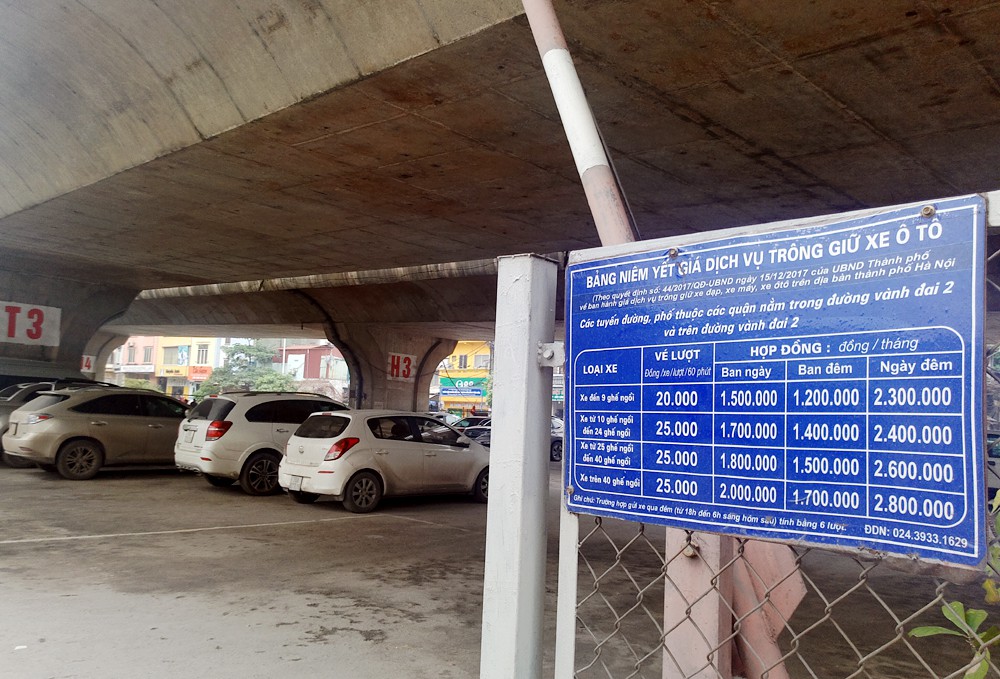 BẢNG NIÊM YẾT GIÁ DỊCH VỤ TRÔNG GIỮ XE Ô TÔ
(Theo quyết định số: 44/2017/QĐ-UBND ngày 15/12/2017 của UBND Thành phố
về ban hành giá dịch vụ trông giữ xe đạp, xe máy, xe ôtô trên địa bàn thành phố Hà Nội
Các tuyến đường, phố thuộc các quận nằm trong đường vành đai 2
và trên đường vành đai 2
LOẠI XE VÉ LƯỢT HỢP ĐỒNG : đồng / tháng
Đồng/xe/lượt/60 phút Ban ngày Ban đêm Ngày đêm
Xe đến 9 ghế ngồi 20.000 1.500.000 1.200.000 2.300.000
Xe từ 10 ghế ngồi
đến 24 ghế ngồi 25.000 1.700.000 1.400.000 2.400.000
Xe từ 25 ghế ngồi
đến 40 ghế ngồi 25.000 1.800.000 1.500.000 2.600.000
Xe trên 40 ghế ngồi 25.000 2.000.000 1.700.000 2.800.000
Ghi chú: Trường hợp gửi xe qua đêm (từ 18h đến 6h sáng hôm sau) tính bằng 6 lượt. ĐDN: 024.3933.1629
T3
4
H3